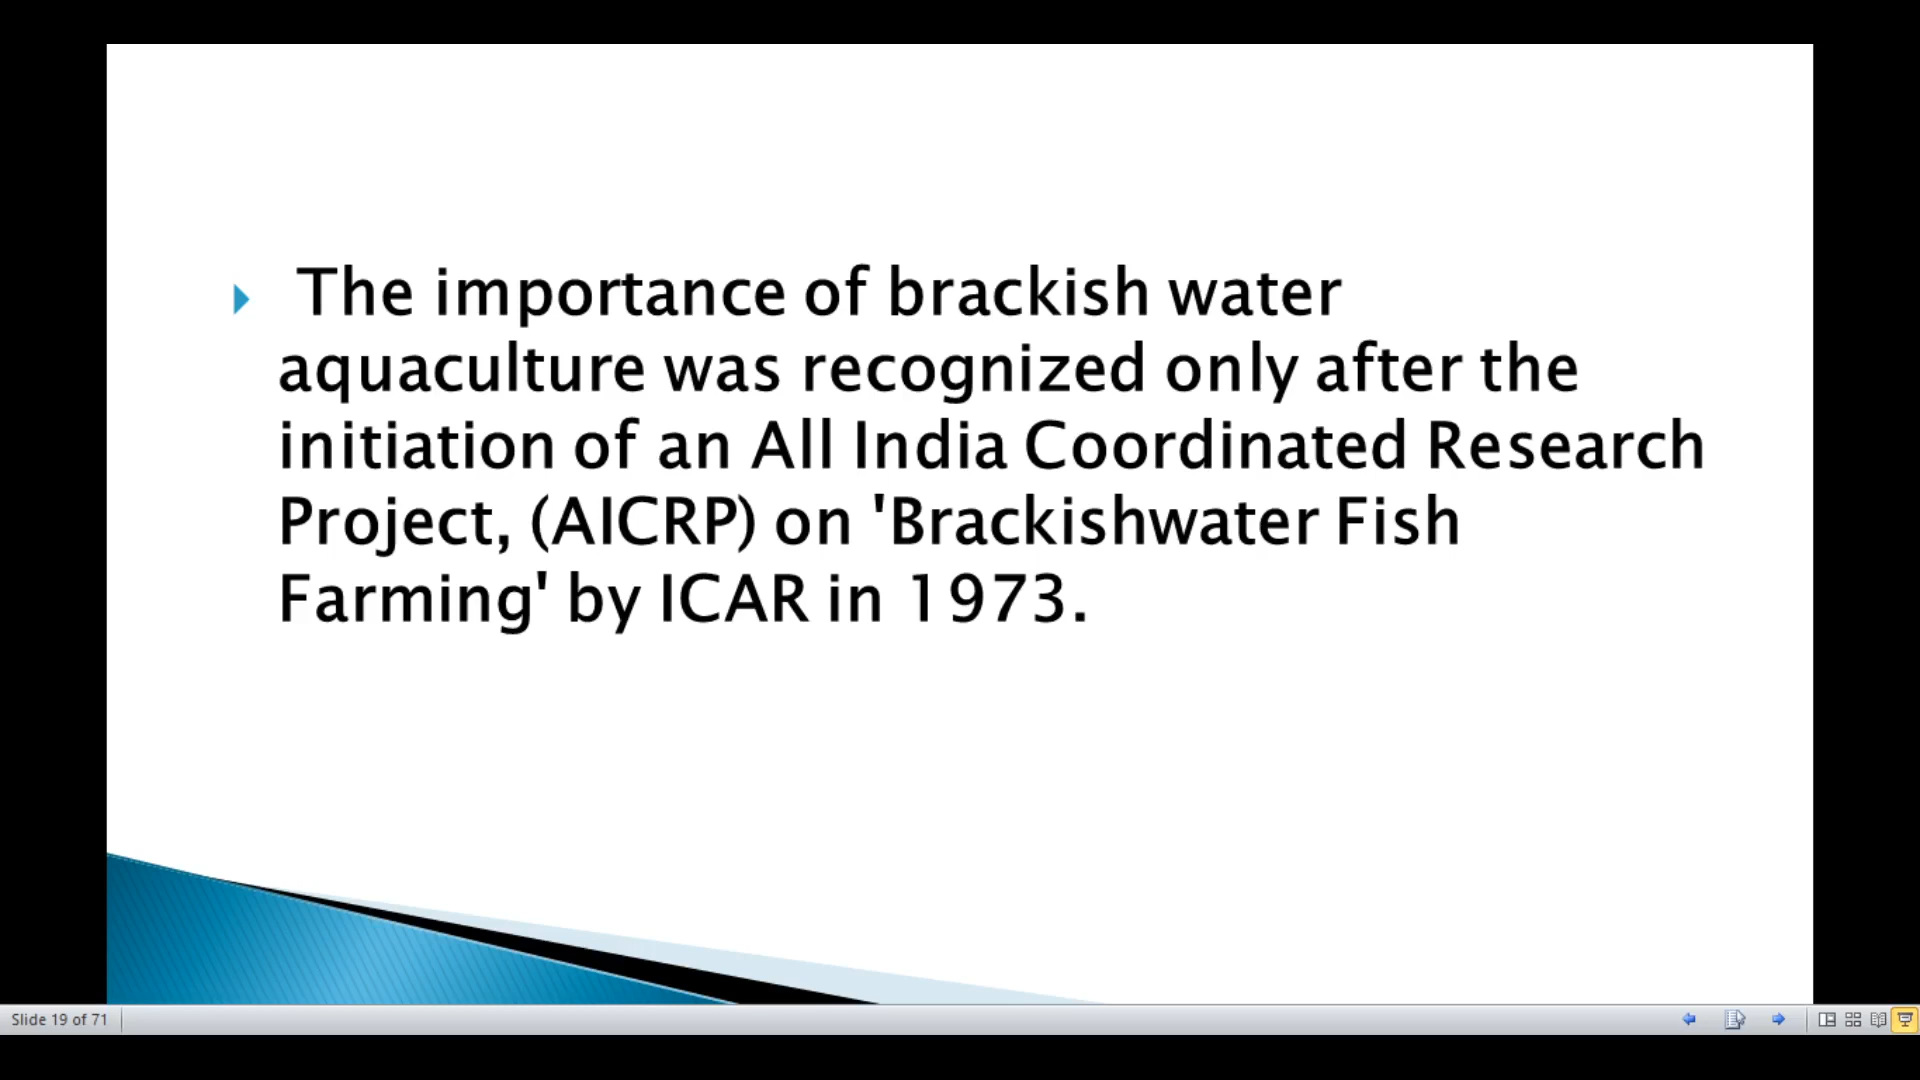 The importance of brackish water
aquaculture was recognized only after the
initiation of an All India Coordinated Research
Project, (AICRP) on 'Brackishwater Fish
Farming' by ICAR in 1973.
Slide 19 of 71